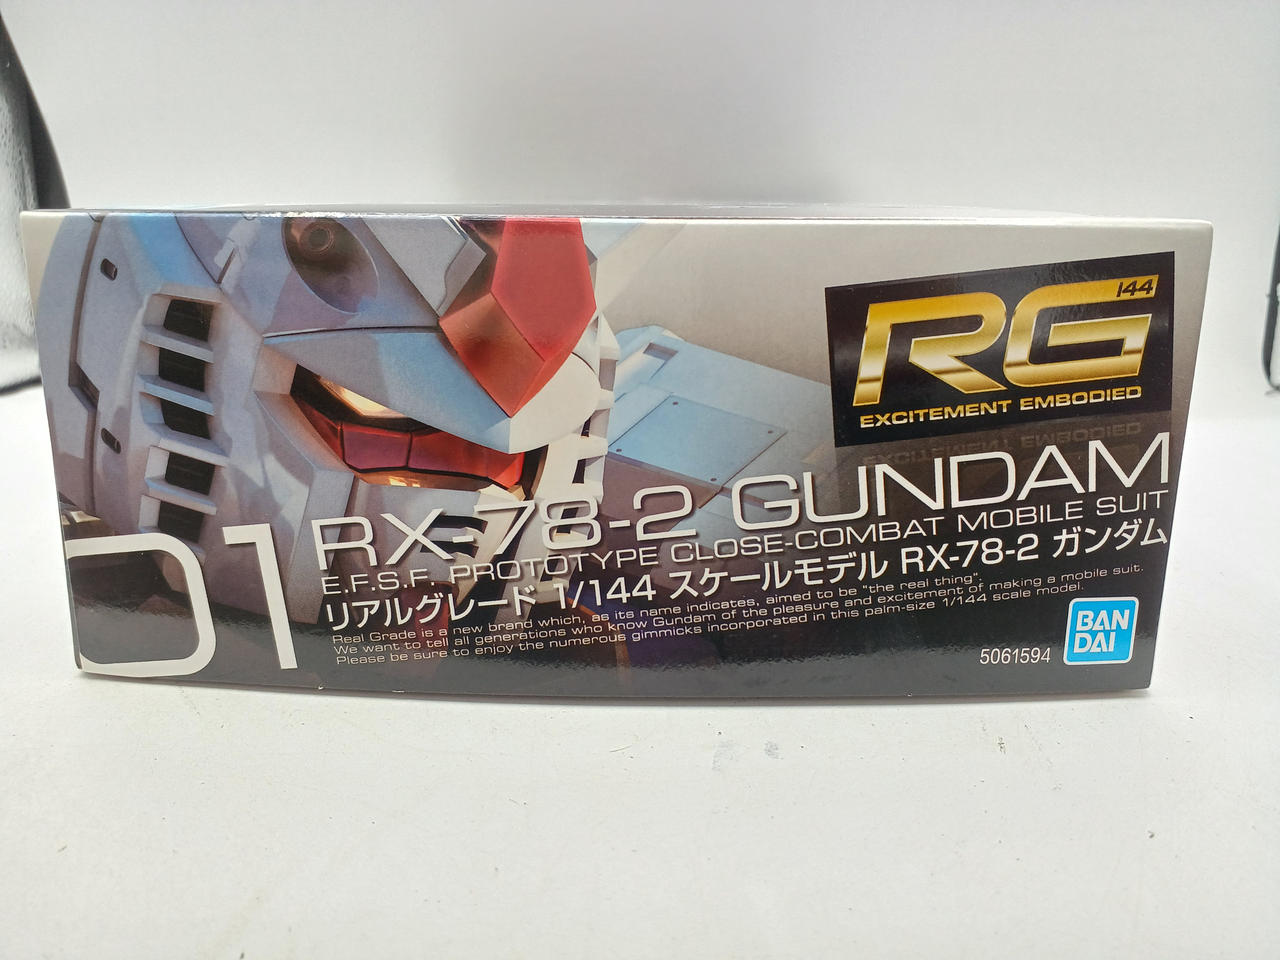 RG 144
EXCITEMENT EMBODIED
01
RX-78-2 GUNDAM
E.F.S.F. PROTOTYPE CLOSE-COMBAT MOBILE SUIT
リアルグレード 1/144 スケールモデル RX-78-2 ガンダム
Real Grade is a new brand which, as its name indicates, aimed to be "the real thing".
We want to tell all generations who know Gundam of the pleasure and excitement of making a mobile suit.
Please be sure to enjoy the numerous gimmicks incorporated in this palm-size 1/144 scale model.
5061594
BAN
DAI